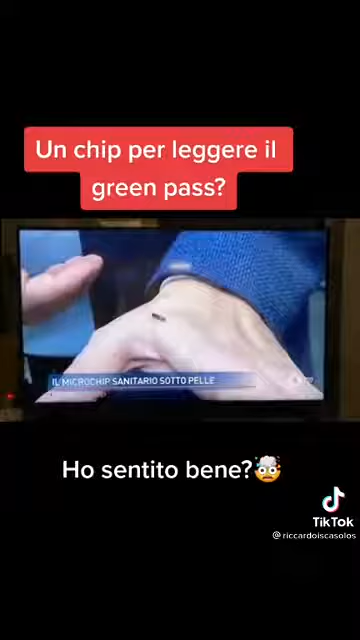 Un chip per leggere il
green pass?
IL MICROCHIP SANITARIO SOTTO PELLE
Ho sentito bene?🤯
TikTok
@riccardoiscasolos